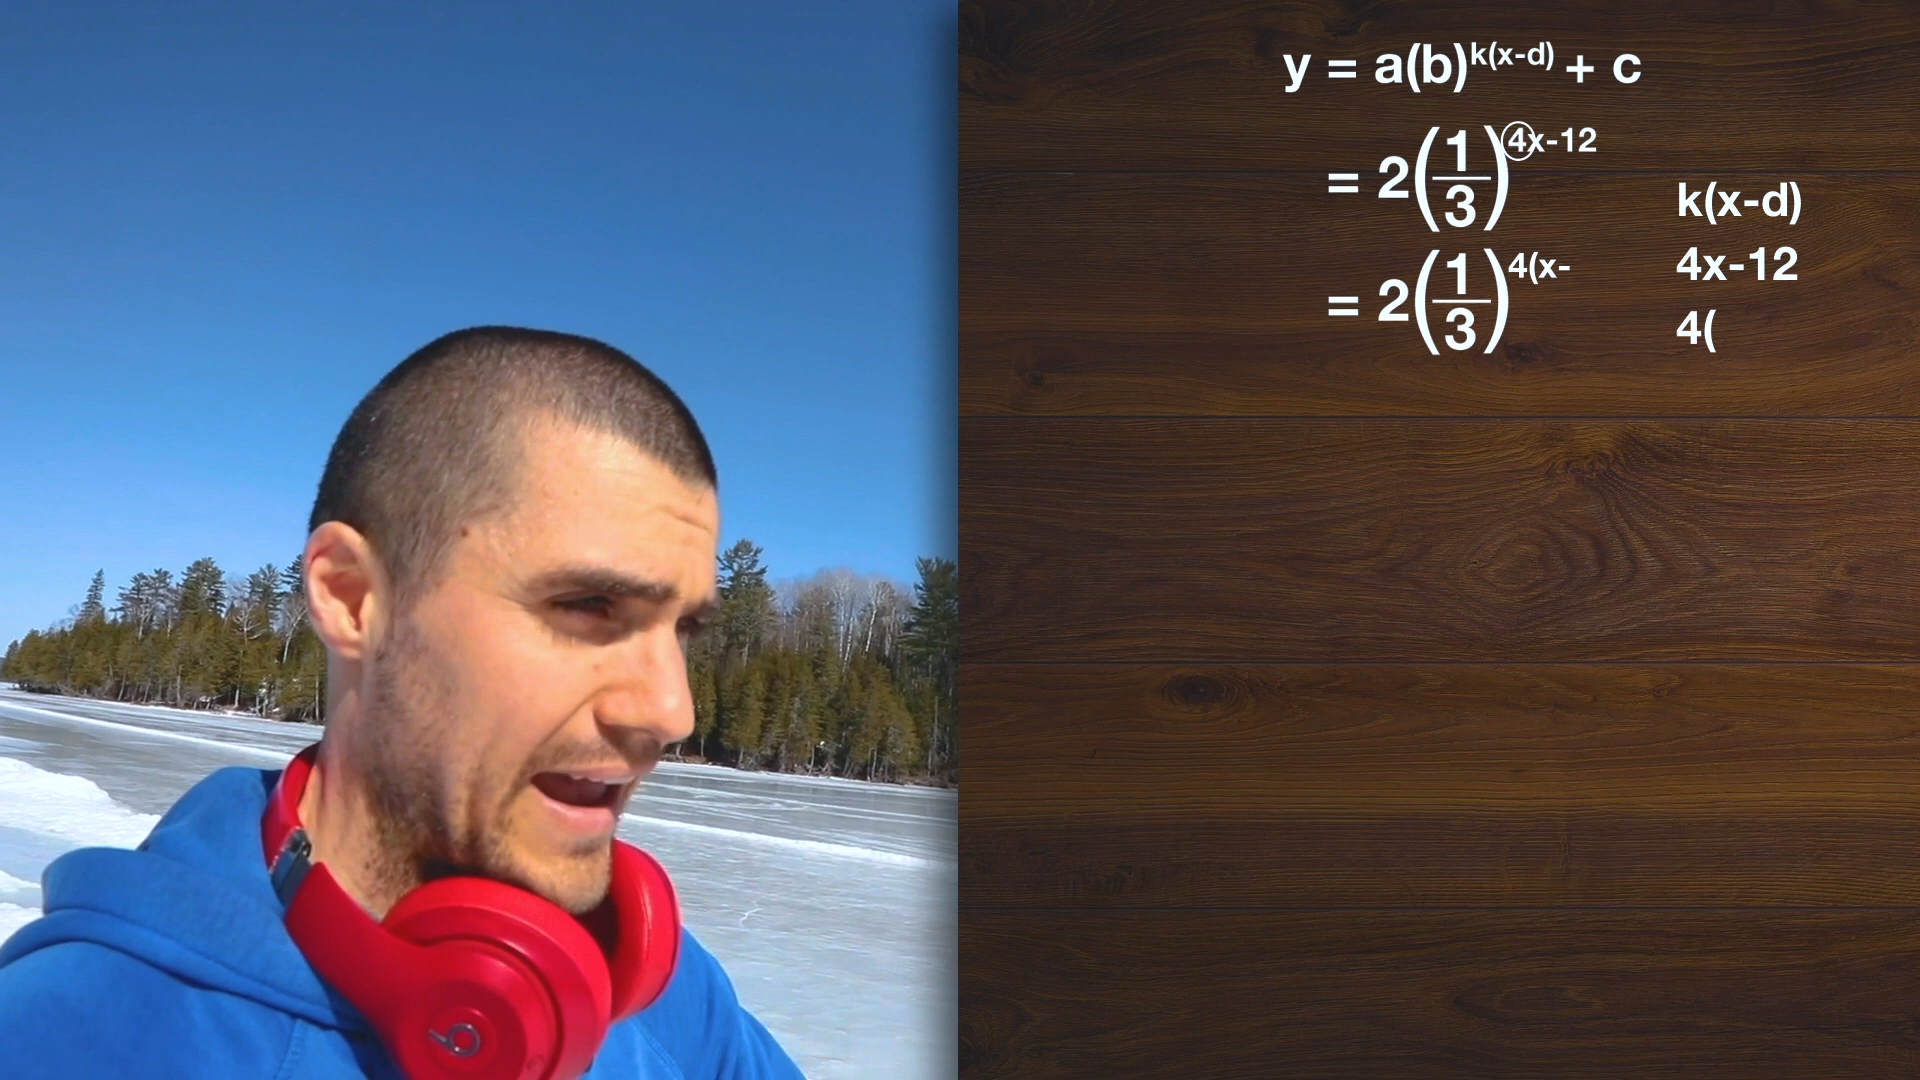 y = a(b)^k(x-d) + c
= 2(1/3)^4x-12
k(x-d)
4x-12
= 2(1/3)^4(x-
4(